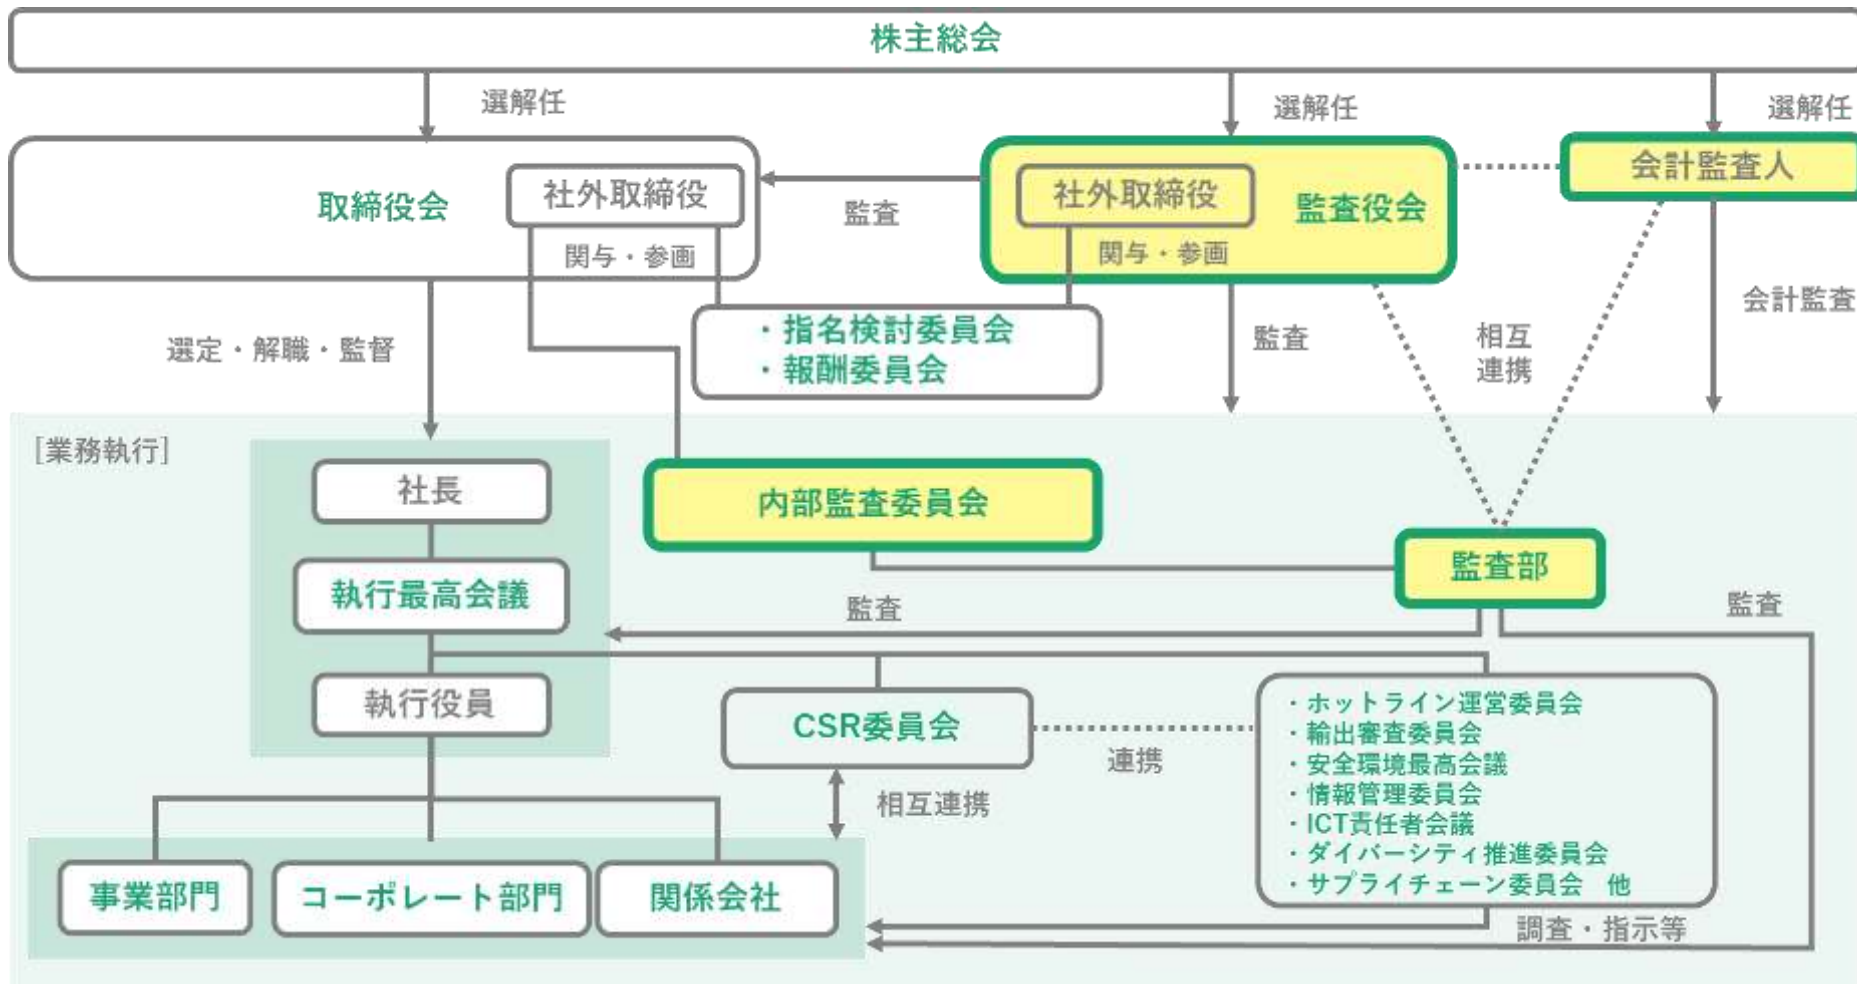 株主総会
選解任
選解任
選解任
取締役会
社外取締役
関与・参画
監査
社外取締役
監査役会
関与・参画
会計監査人
選定・解職・監督
・指名検討委員会
・報酬委員会
監査
相互
連携
会計監査
[業務執行]
社長
執行最高会議
執行役員
内部監査委員会
監査部
監査
監査
CSR委員会
連携
相互連携
・ホットライン運営委員会
・輸出審査委員会
・安全環境最高会議
・情報管理委員会
・ICT責任者会議
・ダイバーシティ推進委員会
・サプライチェーン委員会　他
事業部門
コーポレート部門
関係会社
調査・指示等